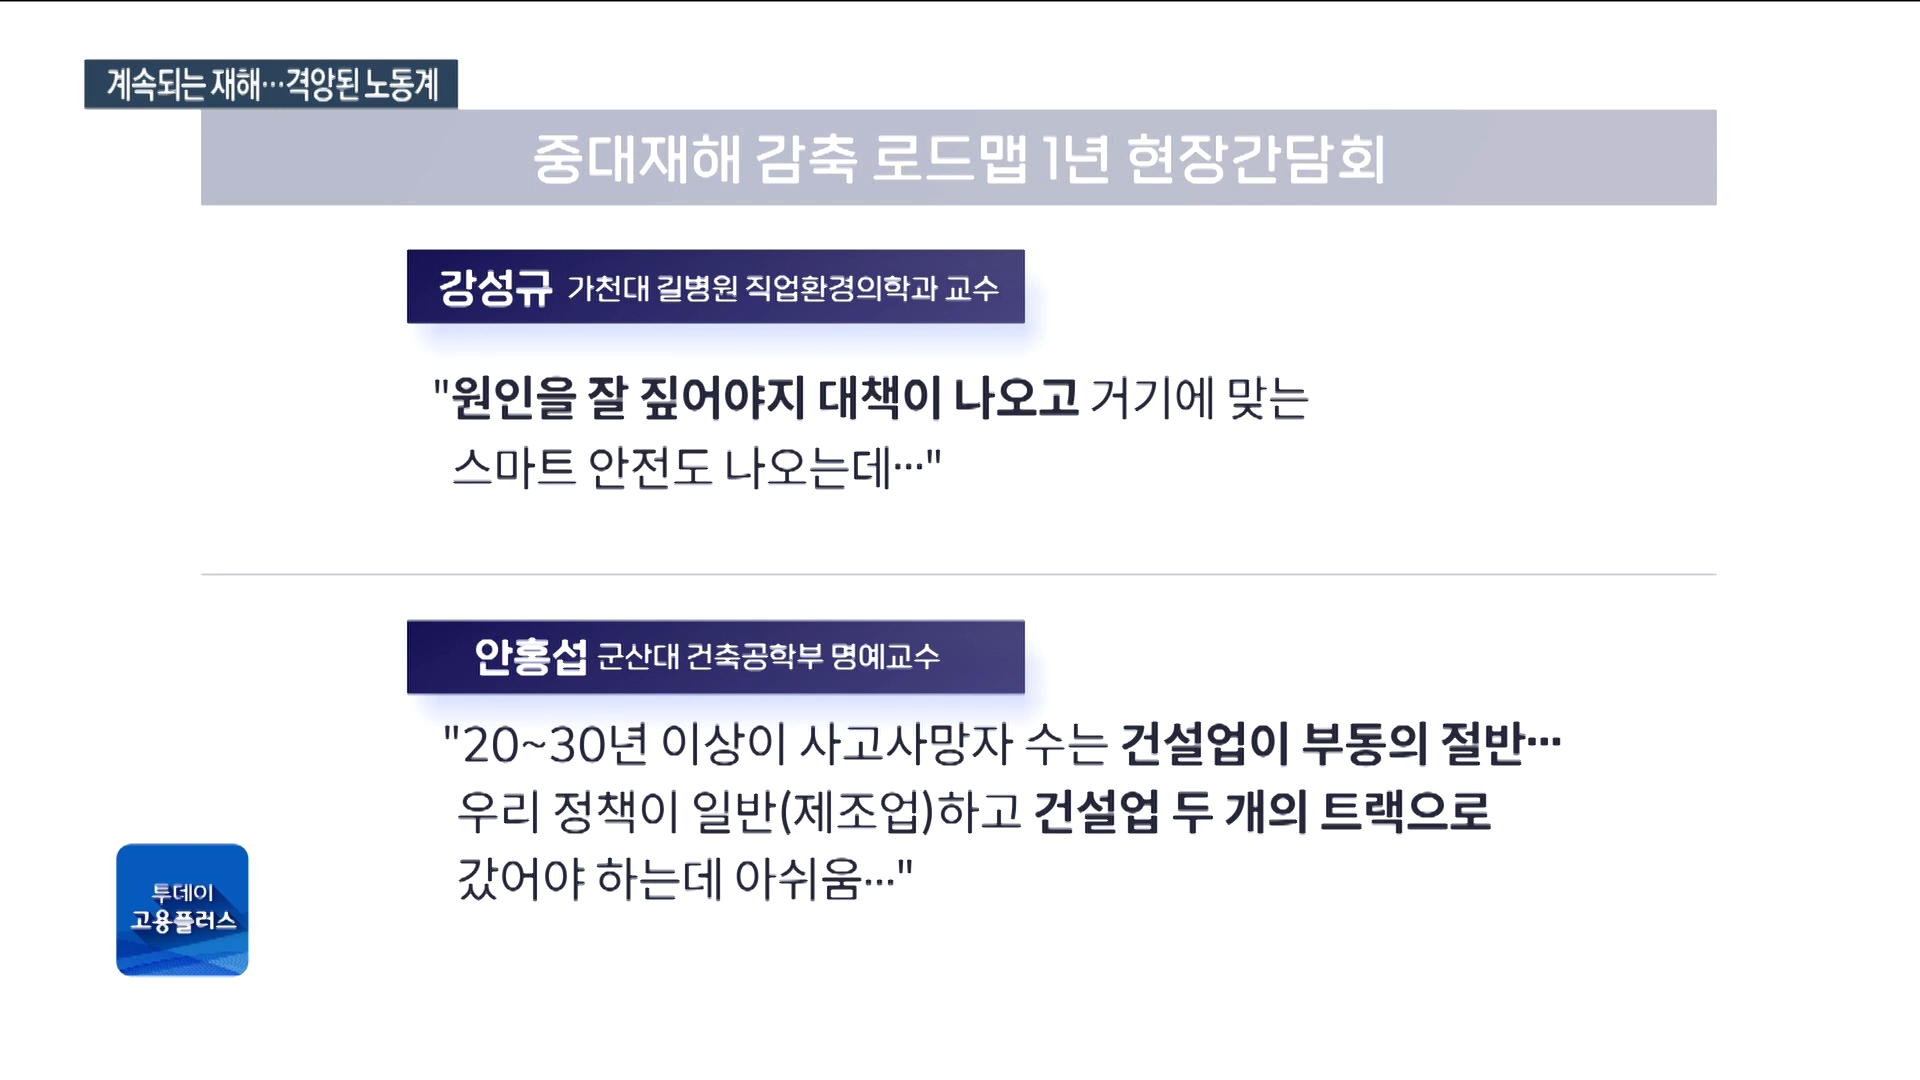 계속되는 재해…격앙된 노동계
중대재해 감축 로드맵 1년 현장간담회
강성규 가천대 길병원 직업환경의학과 교수
"원인을 잘 짚어야지 대책이 나오고 거기에 맞는
스마트 안전도 나오는데…"
안홍섭 군산대 건축공학부 명예교수
"20~30년 이상이 사고사망자 수는 건설업이 부동의 절반…
우리 정책이 일반(제조업)하고 건설업 두 개의 트랙으로
갔어야 하는데 아쉬움…"
투데이
고용플러스